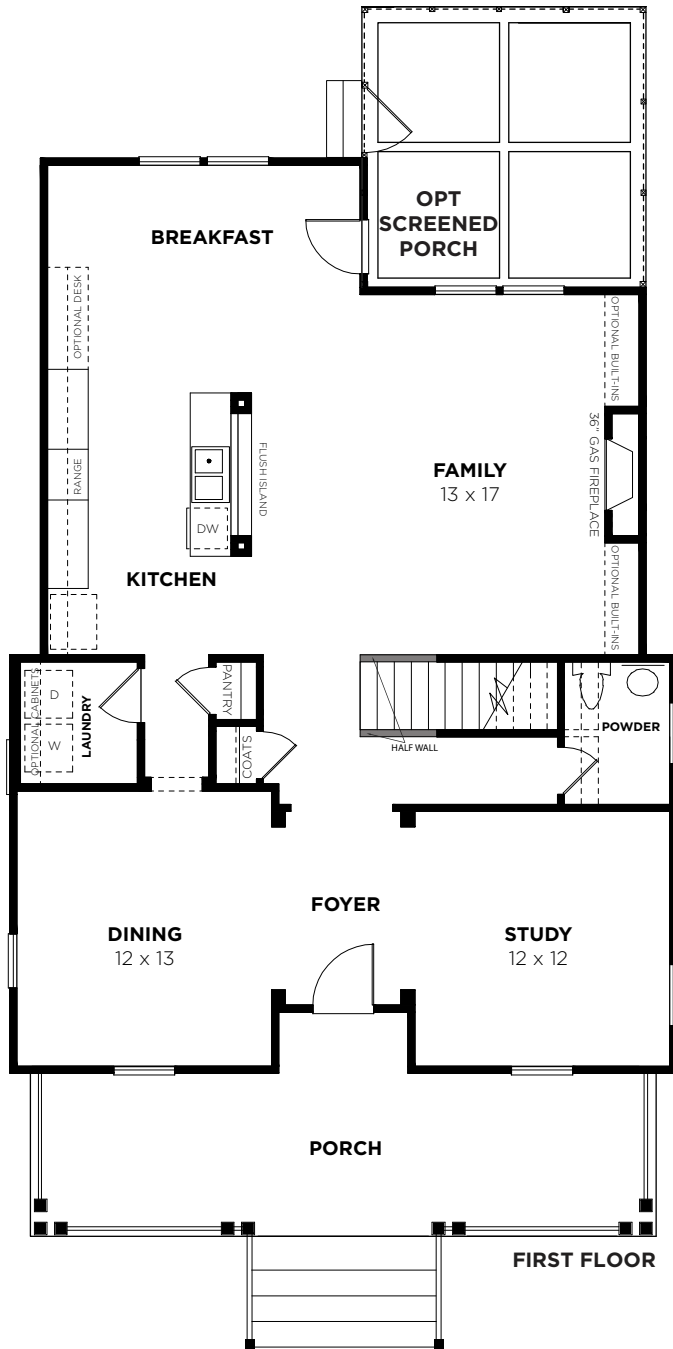 OPT
SCREENED
PORCH
BREAKFAST
OPTIONAL DESK
OPTIONAL BUILT-INS
RANGE
FLUSH ISLAND
FAMILY
13 x 17
36" GAS FIREPLACE
DW
KITCHEN
OPTIONAL BUILT-INS
OPTIONAL CABINETS
D
W
LAUNDRY
PANTRY
COATS
HALF WALL
POWDER
FOYER
DINING
12 x 13
STUDY
12 x 12
PORCH
FIRST FLOOR